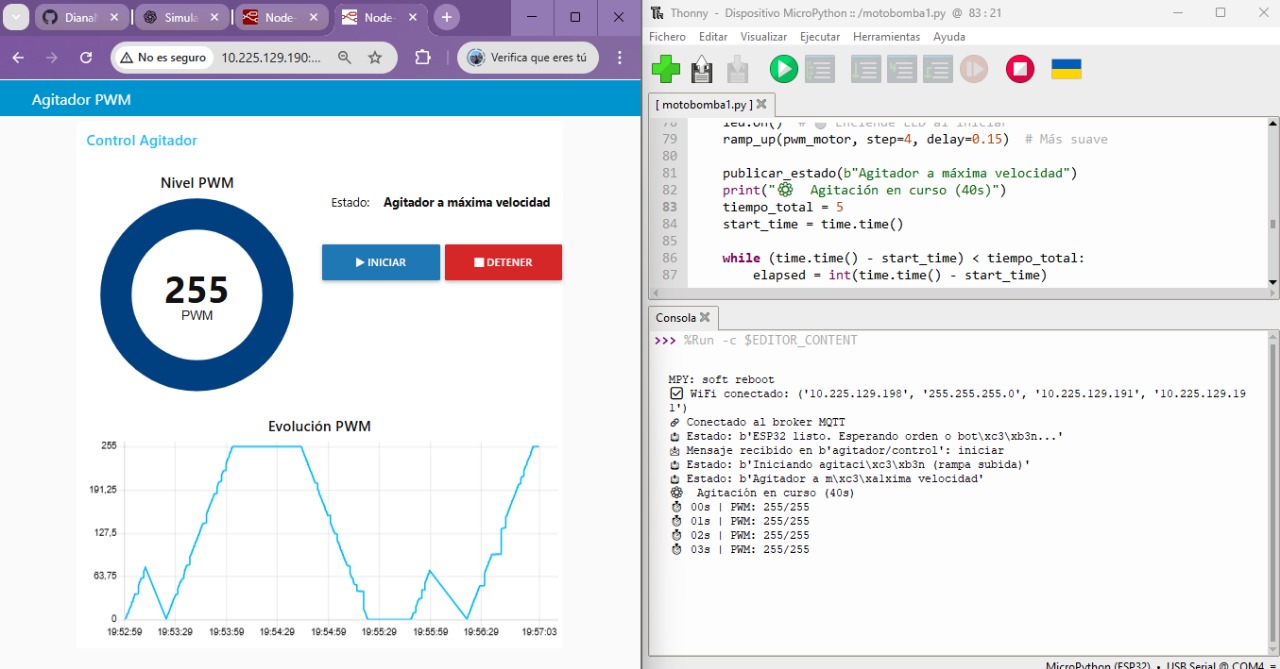 Dianal
Simula
Node-
Node-
No es seguro
10.225.129.190:...
Verifica que eres tú
Agitador PWM
Control Agitador
Nivel PWM
255
PWM
Estado: Agitador a máxima velocidad
INICIAR
DETENER
Evolución PWM
255
191,25
127,5
63,75
0
19:52:59 19:53:29 19:53:59 19:54:29 19:54:59 19:55:29 19:55:59 19:56:29 19:57:03
Thonny - Dispositivo MicroPython :: /motobomba1.py @ 83 : 21
Fichero Editar Visualizar Ejecutar Herramientas Ayuda
[ motobomba1.py ]
78 led.on() # Enciende LED al iniciar
79 ramp_up(pwm_motor, step=4, delay=0.15) # Más suave
80
81 publicar_estado(b"Agitador a máxima velocidad")
82 print("⚙ Agitación en curso (40s)")
83 tiempo_total = 5
84 start_time = time.time()
85
86 while (time.time() - start_time) < tiempo_total:
87 elapsed = int(time.time() - start_time)
Consola
>>> %Run -c $EDITOR_CONTENT
MPY: soft reboot
WiFi conectado: ('10.225.129.198', '255.255.255.0', '10.225.129.191', '10.225.129.19
1')
Conectado al broker MQTT
Estado: b'ESP32 listo. Esperando orden o bot\xc3\xb3n...'
Mensaje recibido en b'agitador/control': iniciar
Estado: b'Iniciando agitaci\xc3\xb3n (rampa subida)'
Estado: b'Agitador a m\xc3\xa1xima velocidad'
Agitación en curso (40s)
00s | PWM: 255/255
01s | PWM: 255/255
02s | PWM: 255/255
03s | PWM: 255/255
MicroPython (ESP32) • USB Serial @ COM4